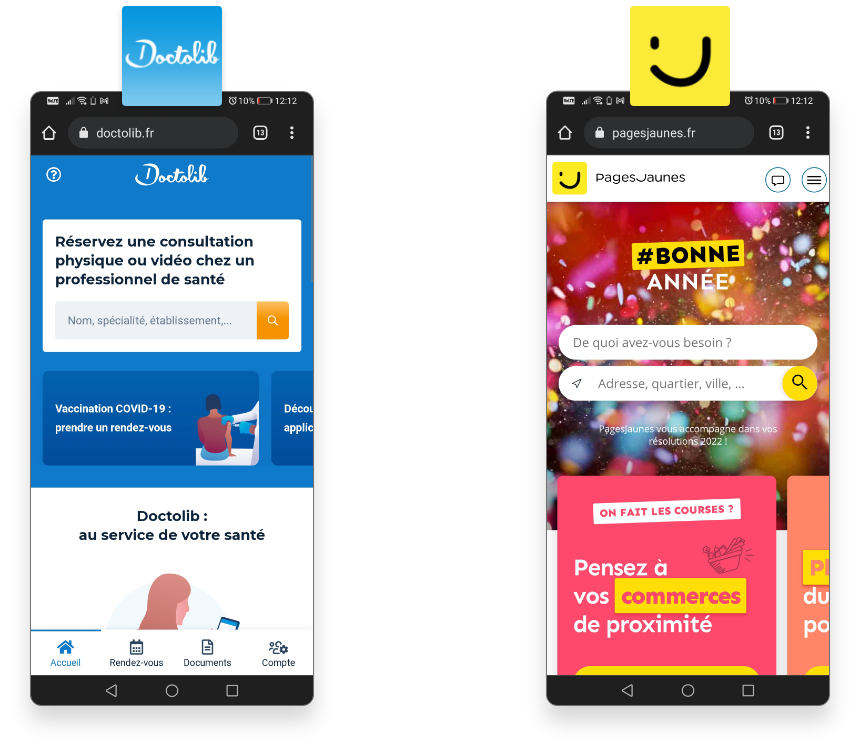 Doctolib
10% 12:12
doctolib.fr
13
Doctolib
Réservez une consultation
physique ou vidéo chez un
professionnel de santé
Nom, spécialité, établissement,...
Vaccination COVID-19 :
prendre un rendez-vous
Décou
applic
Doctolib :
au service de votre santé
Accueil
Rendez-vous
Documents
Compte
10% 12:12
pagesjaunes.fr
13
PagesJaunes
#BONNE
ANNÉE
De quoi avez-vous besoin ?
Adresse, quartier, ville, ...
PagesJaunes vous accompagne dans vos
résolutions 2022 !
ON FAIT LES COURSES ?
Pensez à
vos commerces
de proximité
du
po